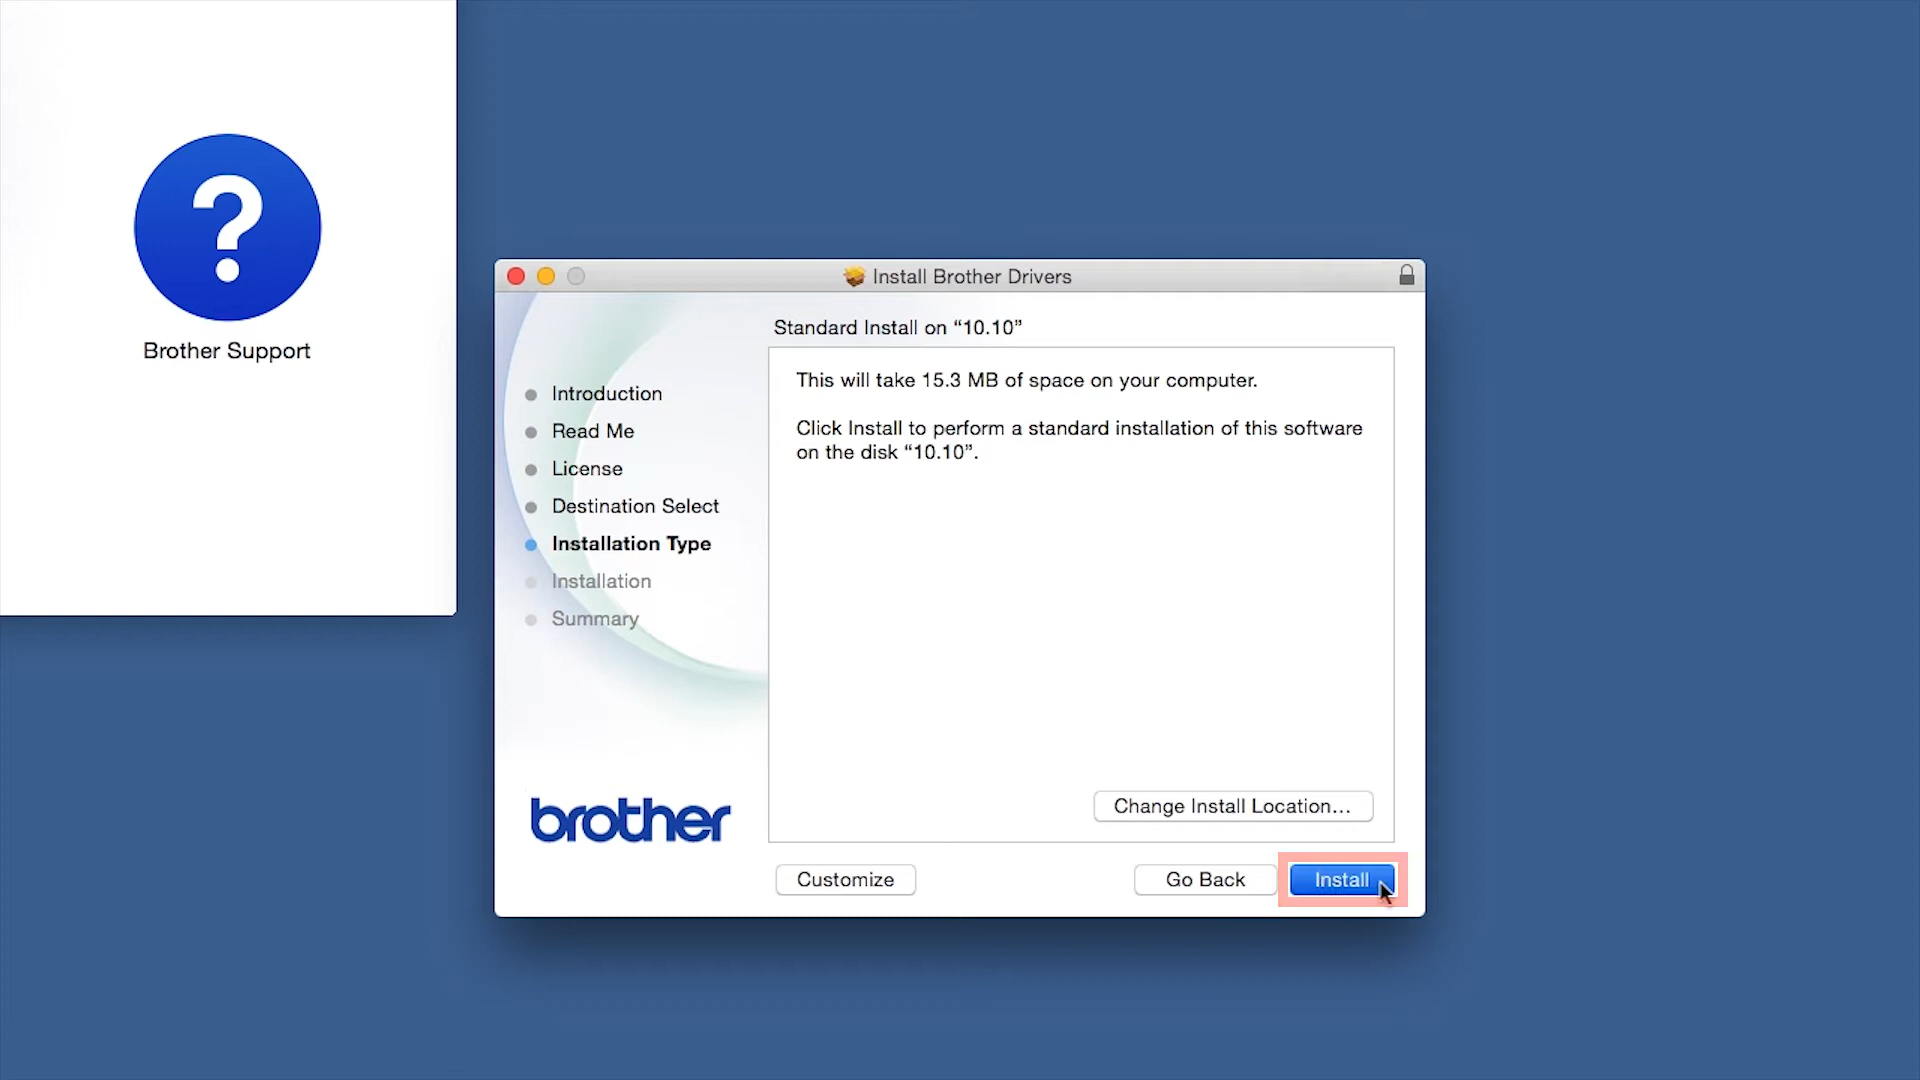 ?
Brother Support
Install Brother Drivers
Standard Install on “10.10”
This will take 15.3 MB of space on your computer.
Click Install to perform a standard installation of this software
on the disk “10.10”.
Introduction
Read Me
License
Destination Select
Installation Type
Installation
Summary
brother
Change Install Location...
Customize
Go Back
Install